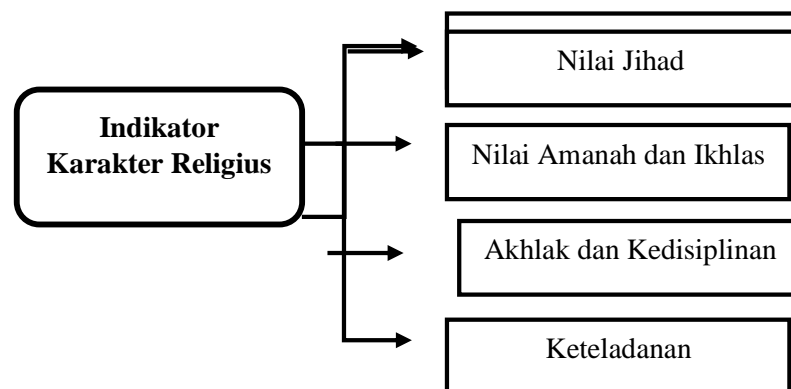 Indikator
Karakter Religius
Nilai Jihad
Nilai Amanah dan Ikhlas
Akhlak dan Kedisiplinan
Keteladanan